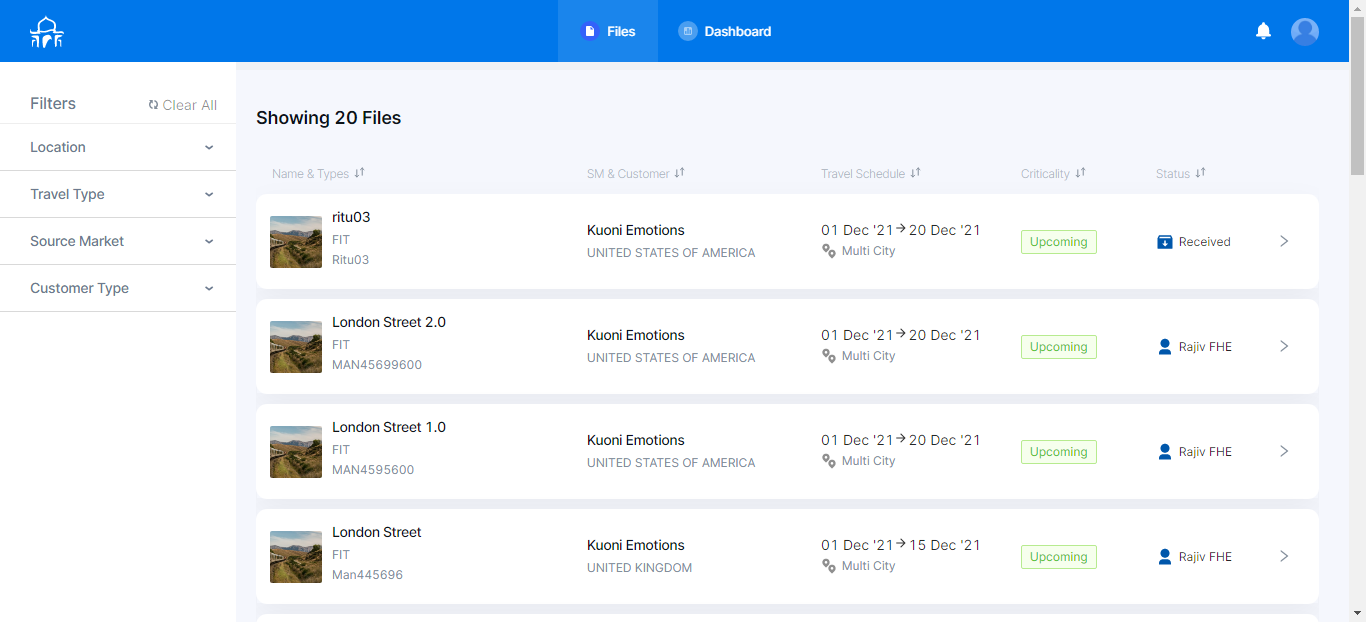 Files
Dashboard
Filters
Clear All
Location
Travel Type
Source Market
Customer Type
Showing 20 Files
Name & Types
SM & Customer
Travel Schedule
Criticality
Status
ritu03
FIT
Ritu03
Kuoni Emotions
UNITED STATES OF AMERICA
01 Dec '21 → 20 Dec '21
Multi City
Upcoming
Received
London Street 2.0
FIT
MAN45699600
Kuoni Emotions
UNITED STATES OF AMERICA
01 Dec '21 → 20 Dec '21
Multi City
Upcoming
Rajiv FHE
London Street 1.0
FIT
MAN4595600
Kuoni Emotions
UNITED STATES OF AMERICA
01 Dec '21 → 20 Dec '21
Multi City
Upcoming
Rajiv FHE
London Street
FIT
Man445696
Kuoni Emotions
UNITED KINGDOM
01 Dec '21 → 15 Dec '21
Multi City
Upcoming
Rajiv FHE